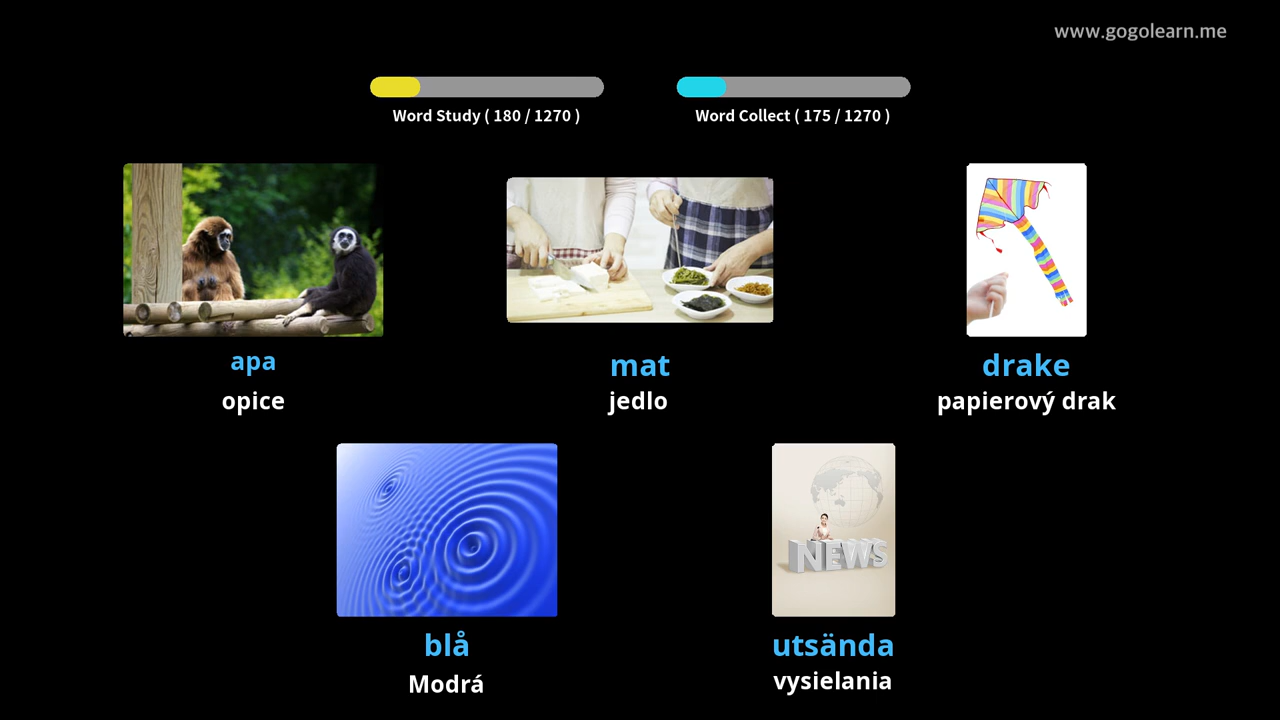 www.gogolearn.me
Word Study ( 180 / 1270 )
Word Collect ( 175 / 1270 )
apa
mat
drake
opice
jedlo
papierový drak
NEWS
blå
utsända
Modrá
vysielania